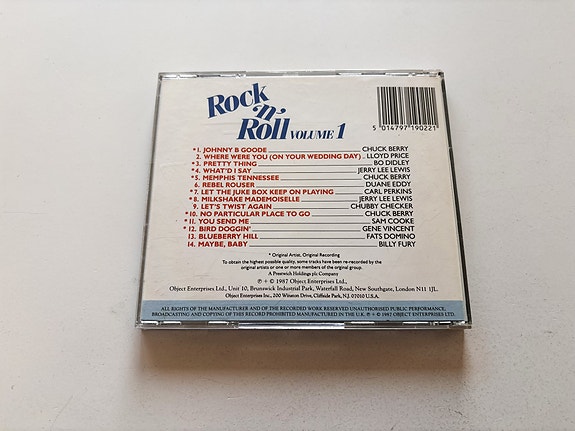 Rock
'n'
Roll VOLUME 1
5 014797 190221
*1. JOHNNY B GOODE CHUCK BERRY
2. WHERE WERE YOU (ON YOUR WEDDING DAY) LLOYD PRICE
*3. PRETTY THING BO DIDLEY
*4. WHAT'D I SAY JERRY LEE LEWIS
*5. MEMPHIS TENNESSEE CHUCK BERRY
6. REBEL ROUSER DUANE EDDY
*7. LET THE JUKE BOX KEEP ON PLAYING CARL PERKINS
*8. MILKSHAKE MADEMOISELLE JERRY LEE LEWIS
9. LET'S TWIST AGAIN CHUBBY CHECKER
*10. NO PARTICULAR PLACE TO GO CHUCK BERRY
*11. YOU SEND ME SAM COOKE
*12. BIRD DOGGIN' GENE VINCENT
13. BLUEBERRY HILL FATS DOMINO
14. MAYBE, BABY BILLY FURY
* Original Artist, Original Recording
To obtain the highest possible quality, some tracks have been re-recorded by the
original artists or one or more members of the original group.
A Prestwich Holdings plc Company
℗ + © 1987 Object Enterprises Ltd.,
Object Enterprises Ltd., Unit 10, Brunswick Industrial Park, Waterfall Road, New Southgate, London N11 1JL.
Object Enterprises Inc., 200 Winston Drive, Cliffside Park, N.J. 07010 U.S.A.
ALL RIGHTS OF THE MANUFACTURER AND OF THE RECORDED WORK RESERVED UNAUTHORISED PUBLIC PERFORMANCE,
BROADCASTING AND COPYING OF THIS RECORD PROHIBITED MANUFACTURED IN THE U.K. ℗ + © 1987 OBJECT ENTERPRISES LTD.